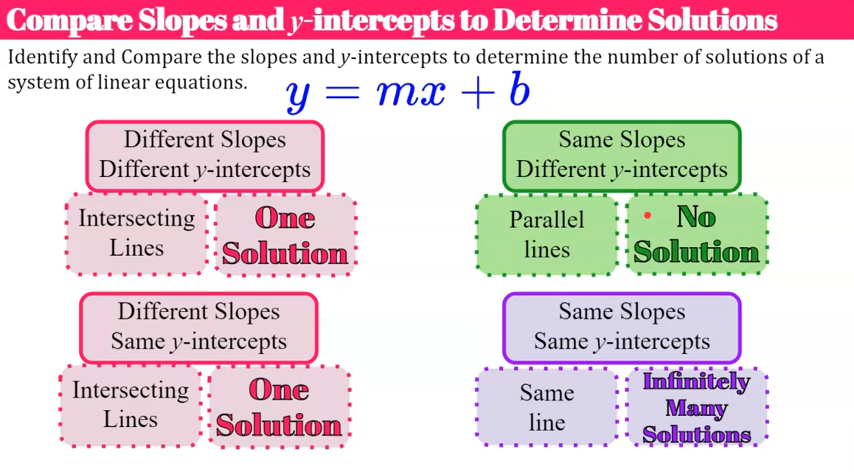 Compare Slopes and y-intercepts to Determine Solutions
Identify and Compare the slopes and y-intercepts to determine the number of solutions of a
system of linear equations.
y = mx + b
Different Slopes
Different y-intercepts
Intersecting
Lines
One
Solution
Same Slopes
Different y-intercepts
Parallel
lines
No
Solution
Different Slopes
Same y-intercepts
Intersecting
Lines
One
Solution
Same Slopes
Same y-intercepts
Same
line
Infinitely
Many
Solutions